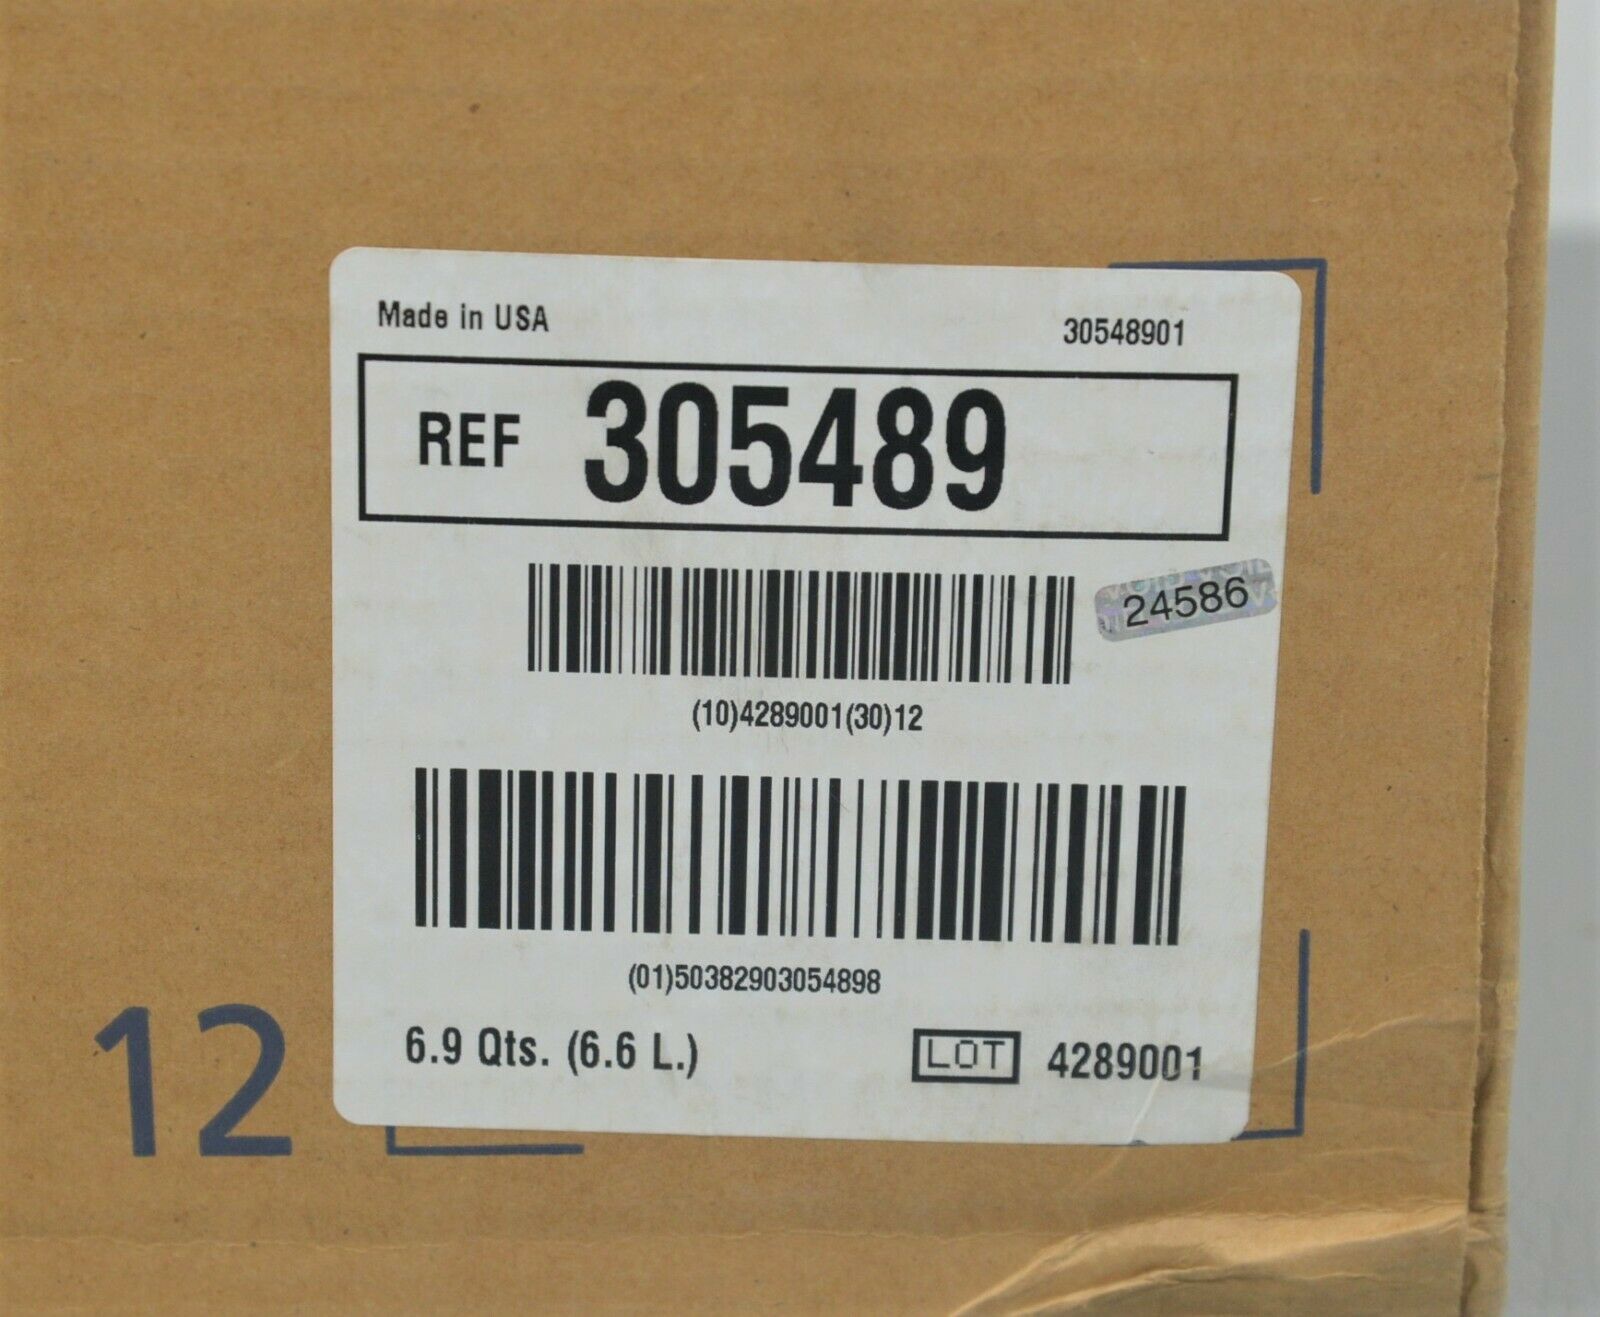 Made in USA
30548901
REF 305489
24586
(10)4289001(30)12
(01)50382903054898
6.9 Qts. (6.6 L.)
LOT 4289001
12